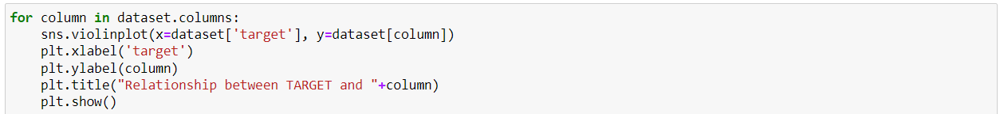 for column in dataset.columns:
    sns.violinplot(x=dataset['target'], y=dataset[column])
    plt.xlabel('target')
    plt.ylabel(column)
    plt.title("Relationship between TARGET and "+column)
    plt.show()